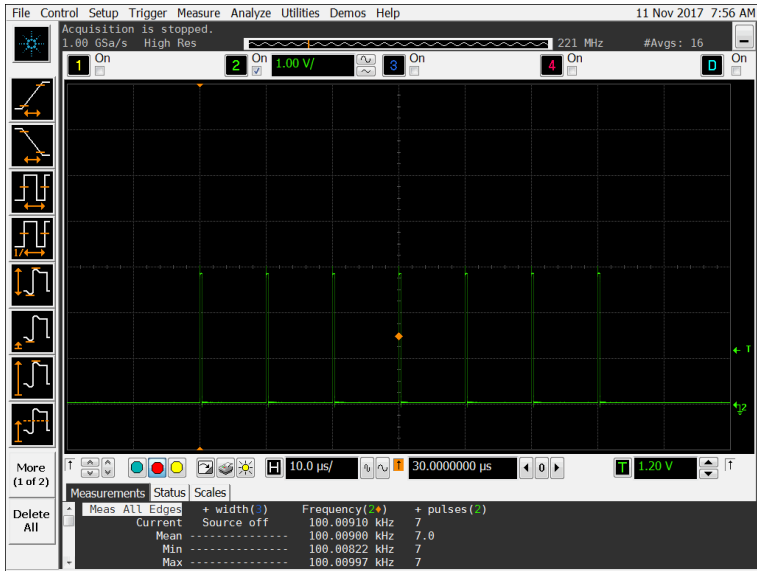 File Control Setup Trigger Measure Analyze Utilities Demos Help 11 Nov 2017 7:56 AM
Acquisition is stopped.
1.00 GSa/s High Res 221 MHz #Avgs: 16
1 On 2 On 1.00 V/ 3 On 4 On D On
1
2
1/
More
(1 of 2)
Delete
All
H 10.0 µs/ 30.0000000 µs 0 T 1.20 V
Measurements Status Scales
Meas All Edges + width(3) Frequency(2♦) + pulses(2)
Current Source off 100.00910 kHz 7
Mean --------------- 100.00900 kHz 7.0
Min --------------- 100.00822 kHz 7
Max --------------- 100.00997 kHz 7